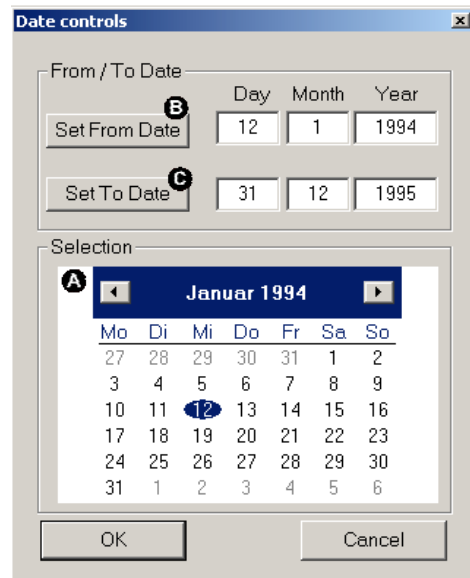 Date controls
From / To Date
Day Month Year
B
Set From Date 12 1 1994
C
Set To Date 31 12 1995
Selection
A
Januar 1994
Mo Di Mi Do Fr Sa So
27 28 29 30 31 1 2
3 4 5 6 7 8 9
10 11 12 13 14 15 16
17 18 19 20 21 22 23
24 25 26 27 28 29 30
31 1 2 3 4 5 6
OK Cancel